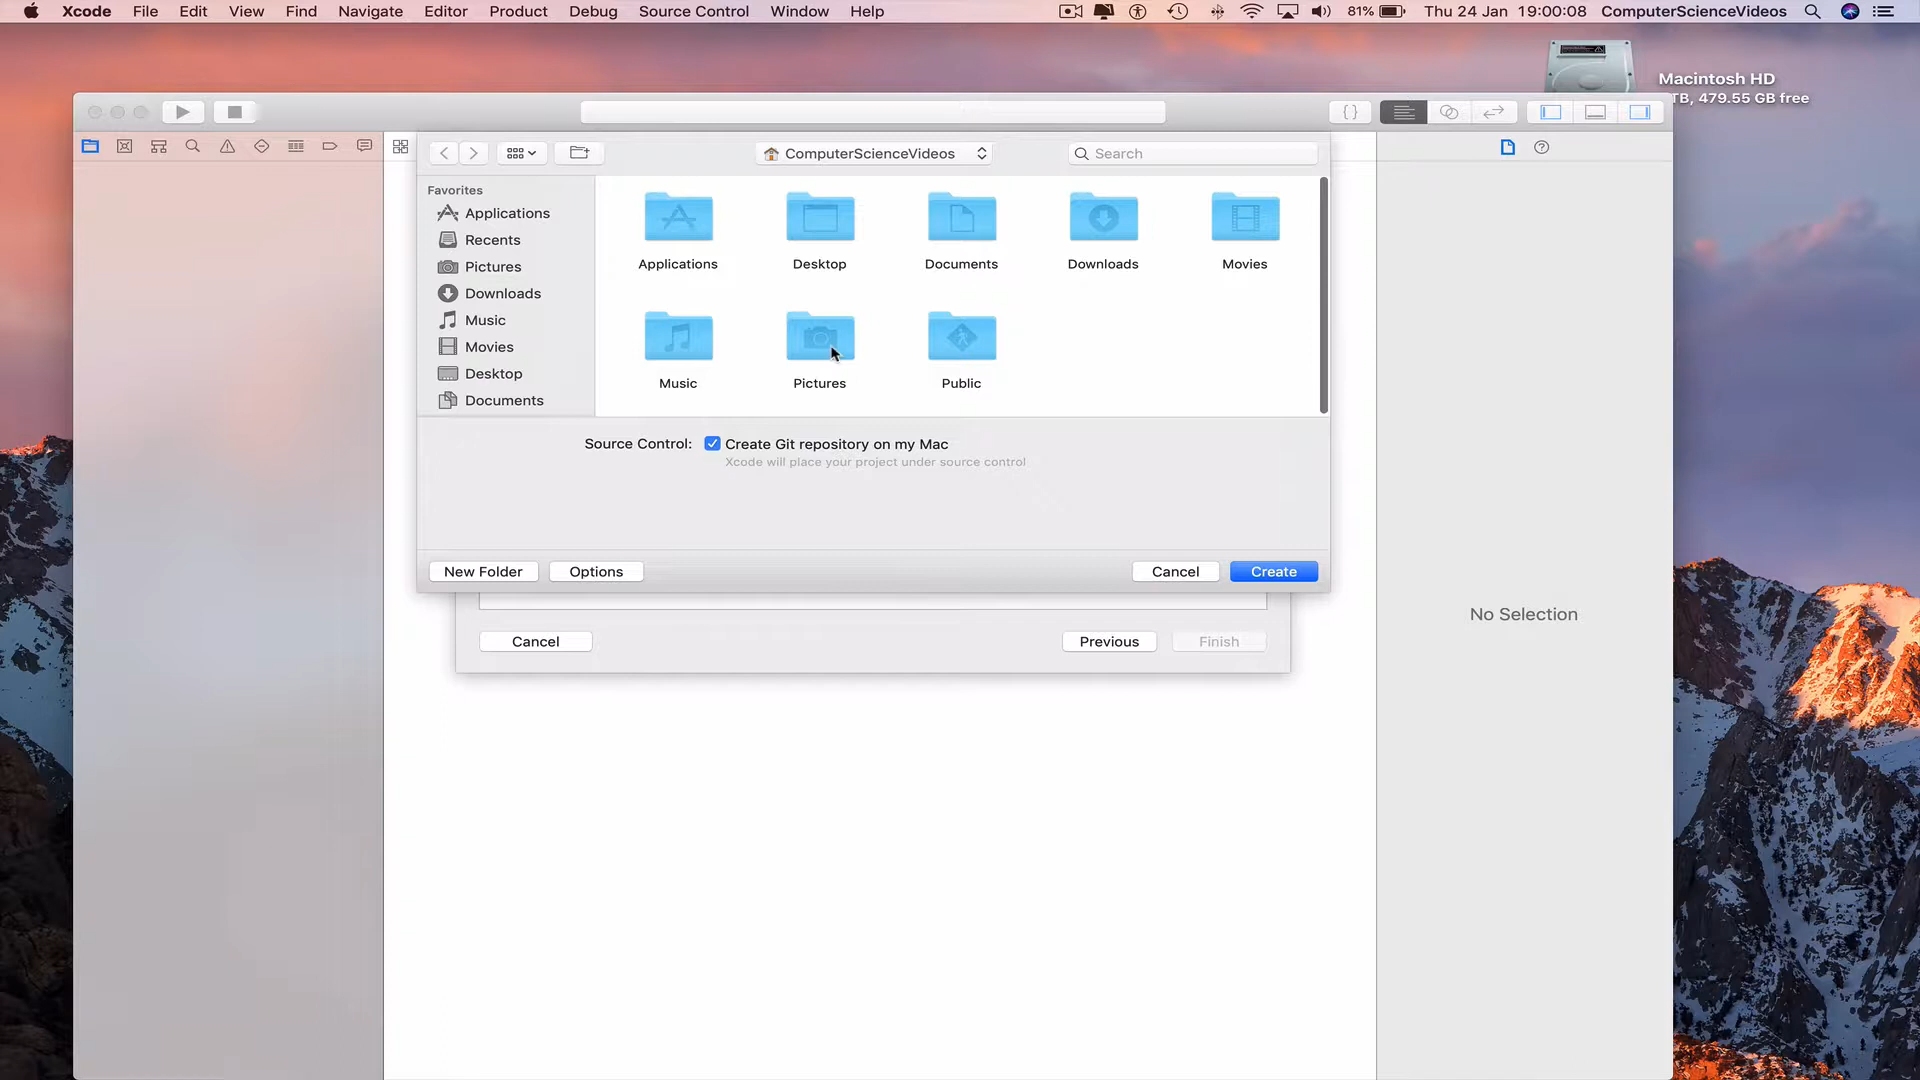 Xcode File Edit View Find Navigate Editor Product Debug Source Control Window Help 81% Thu 24 Jan 19:00:08 ComputerScienceVideos
Macintosh HD
TB, 479.55 GB free
ComputerScienceVideos
Search
Favorites
Applications
Recents
Pictures
Downloads
Music
Movies
Desktop
Documents
Applications Desktop Documents Downloads Movies
Music Pictures Public
Source Control: Create Git repository on my Mac
Xcode will place your project under source control
New Folder Options Cancel Create
Cancel Previous Finish
No Selection